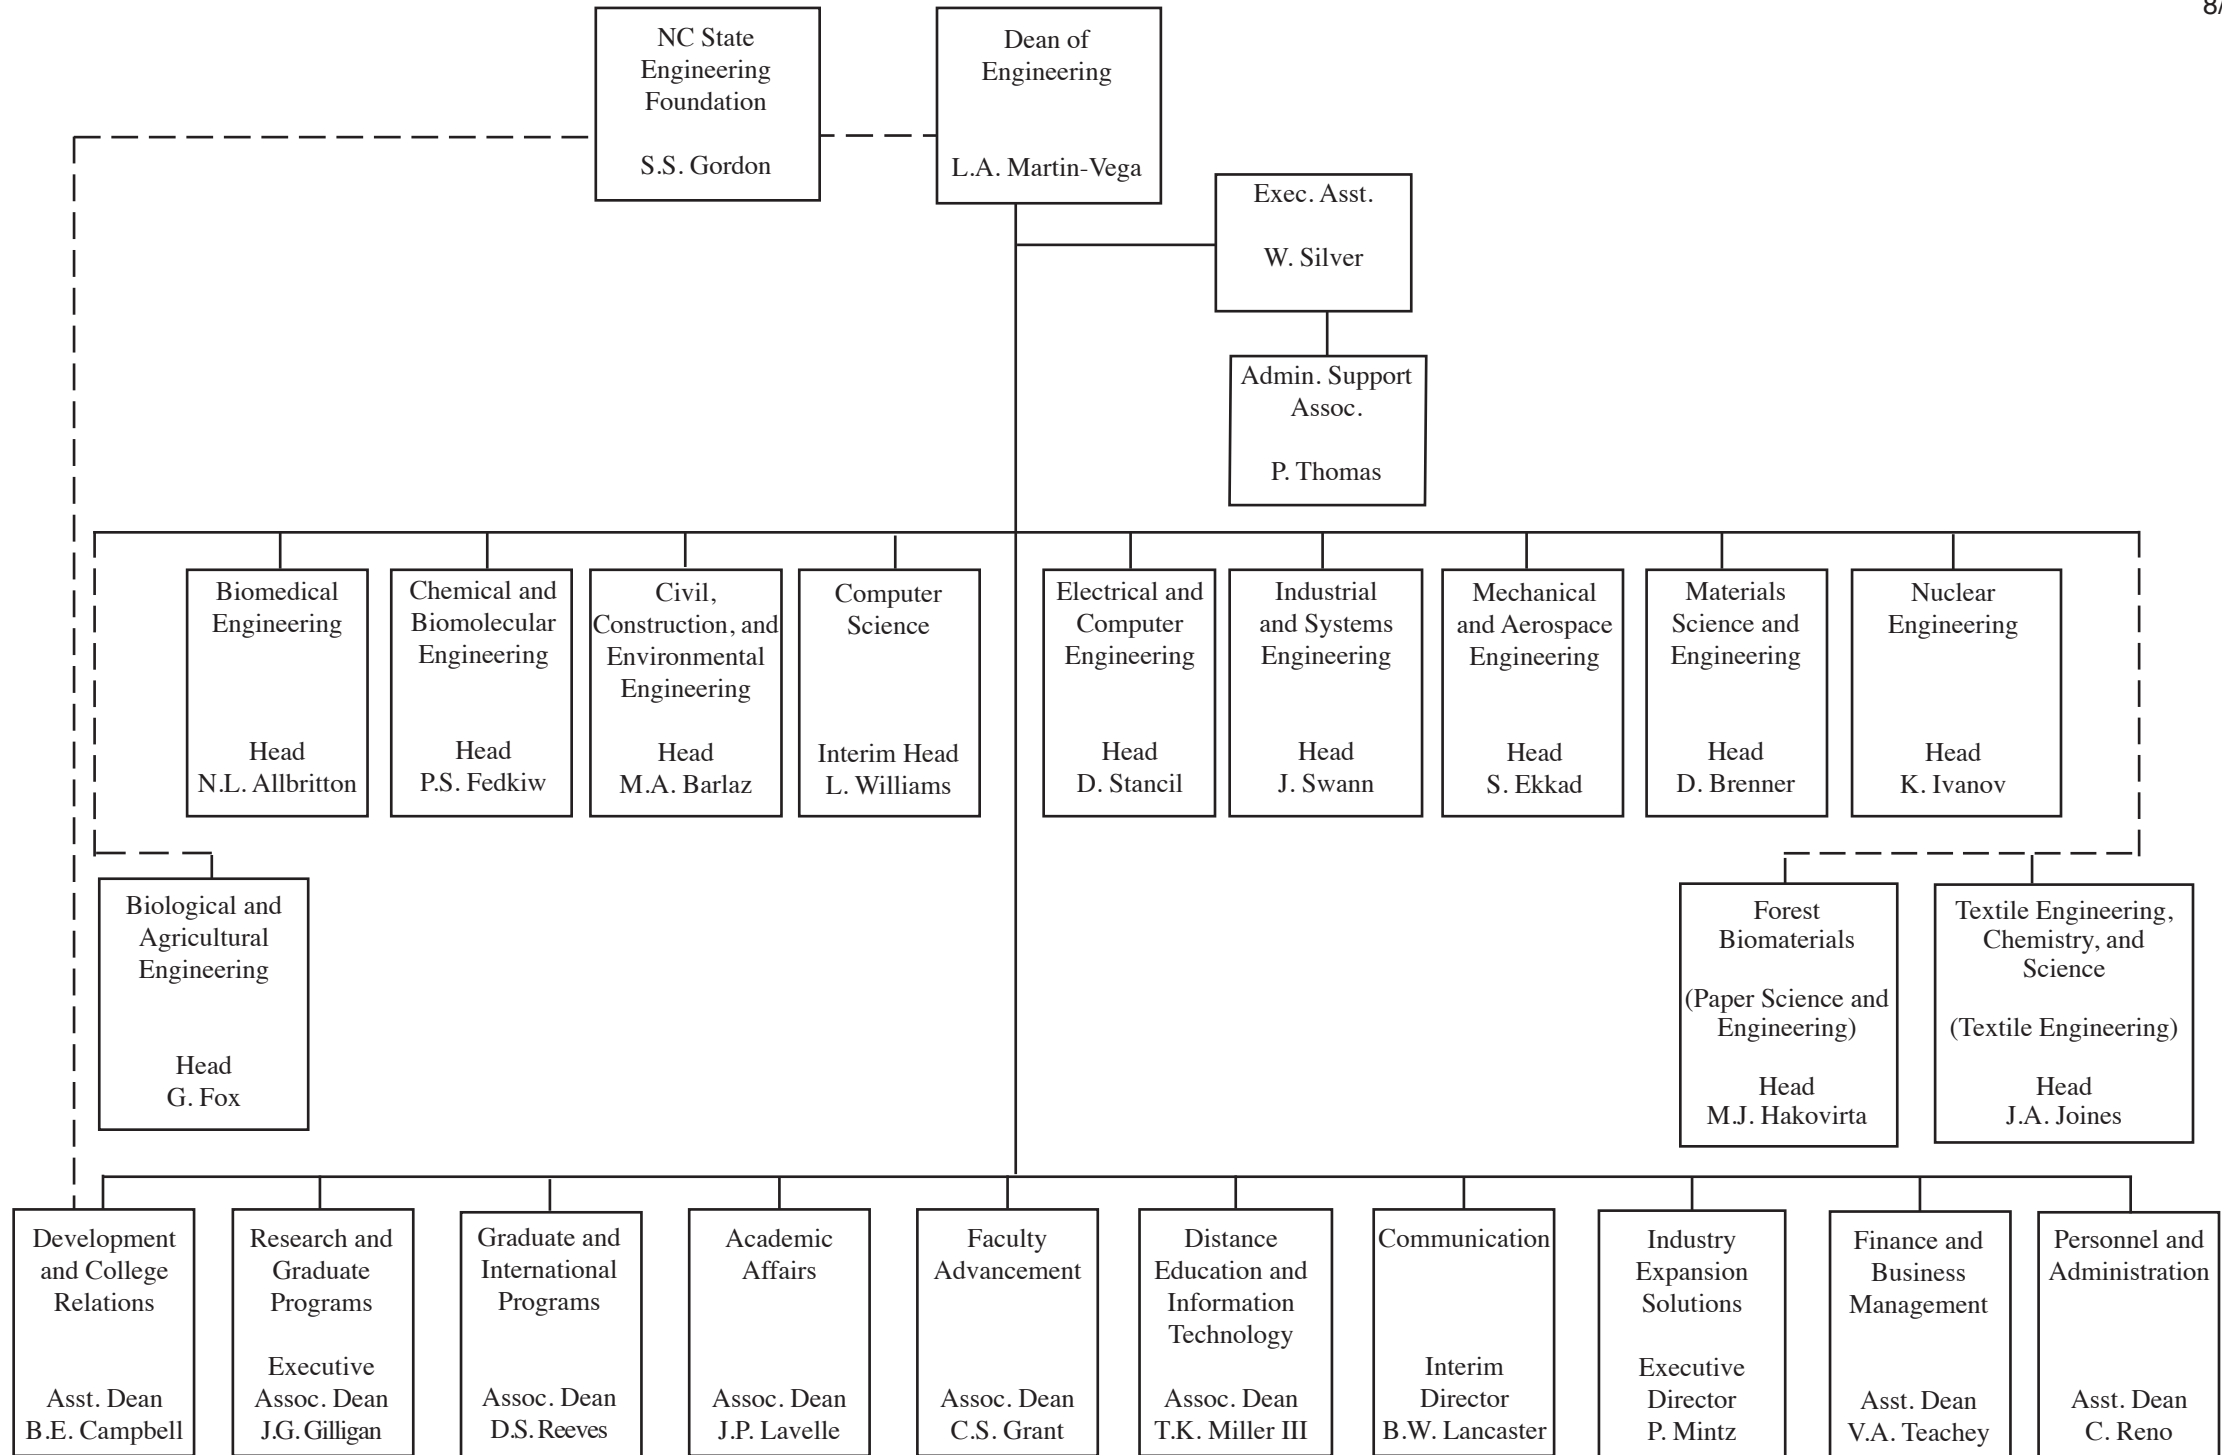 8/
NC State
Engineering
Foundation
S.S. Gordon
Dean of
Engineering
L.A. Martin-Vega
Exec. Asst.
W. Silver
Admin. Support
Assoc.
P. Thomas
Biomedical
Engineering
Head
N.L. Allbritton
Chemical and
Biomolecular
Engineering
Head
P.S. Fedkiw
Civil,
Construction, and
Environmental
Engineering
Head
M.A. Barlaz
Computer
Science
Interim Head
L. Williams
Electrical and
Computer
Engineering
Head
D. Stancil
Industrial
and Systems
Engineering
Head
J. Swann
Mechanical
and Aerospace
Engineering
Head
S. Ekkad
Materials
Science and
Engineering
Head
D. Brenner
Nuclear
Engineering
Head
K. Ivanov
Biological and
Agricultural
Engineering
Head
G. Fox
Forest
Biomaterials
(Paper Science and
Engineering)
Head
M.J. Hakovirta
Textile Engineering,
Chemistry, and
Science
(Textile Engineering)
Head
J.A. Joines
Development
and College
Relations
Asst. Dean
B.E. Campbell
Research and
Graduate
Programs
Executive
Assoc. Dean
J.G. Gilligan
Graduate and
International
Programs
Assoc. Dean
D.S. Reeves
Academic
Affairs
Assoc. Dean
J.P. Lavelle
Faculty
Advancement
Assoc. Dean
C.S. Grant
Distance
Education and
Information
Technology
Assoc. Dean
T.K. Miller III
Communication
Interim
Director
B.W. Lancaster
Industry
Expansion
Solutions
Executive
Director
P. Mintz
Finance and
Business
Management
Asst. Dean
V.A. Teachey
Personnel and
Administration
Asst. Dean
C. Reno